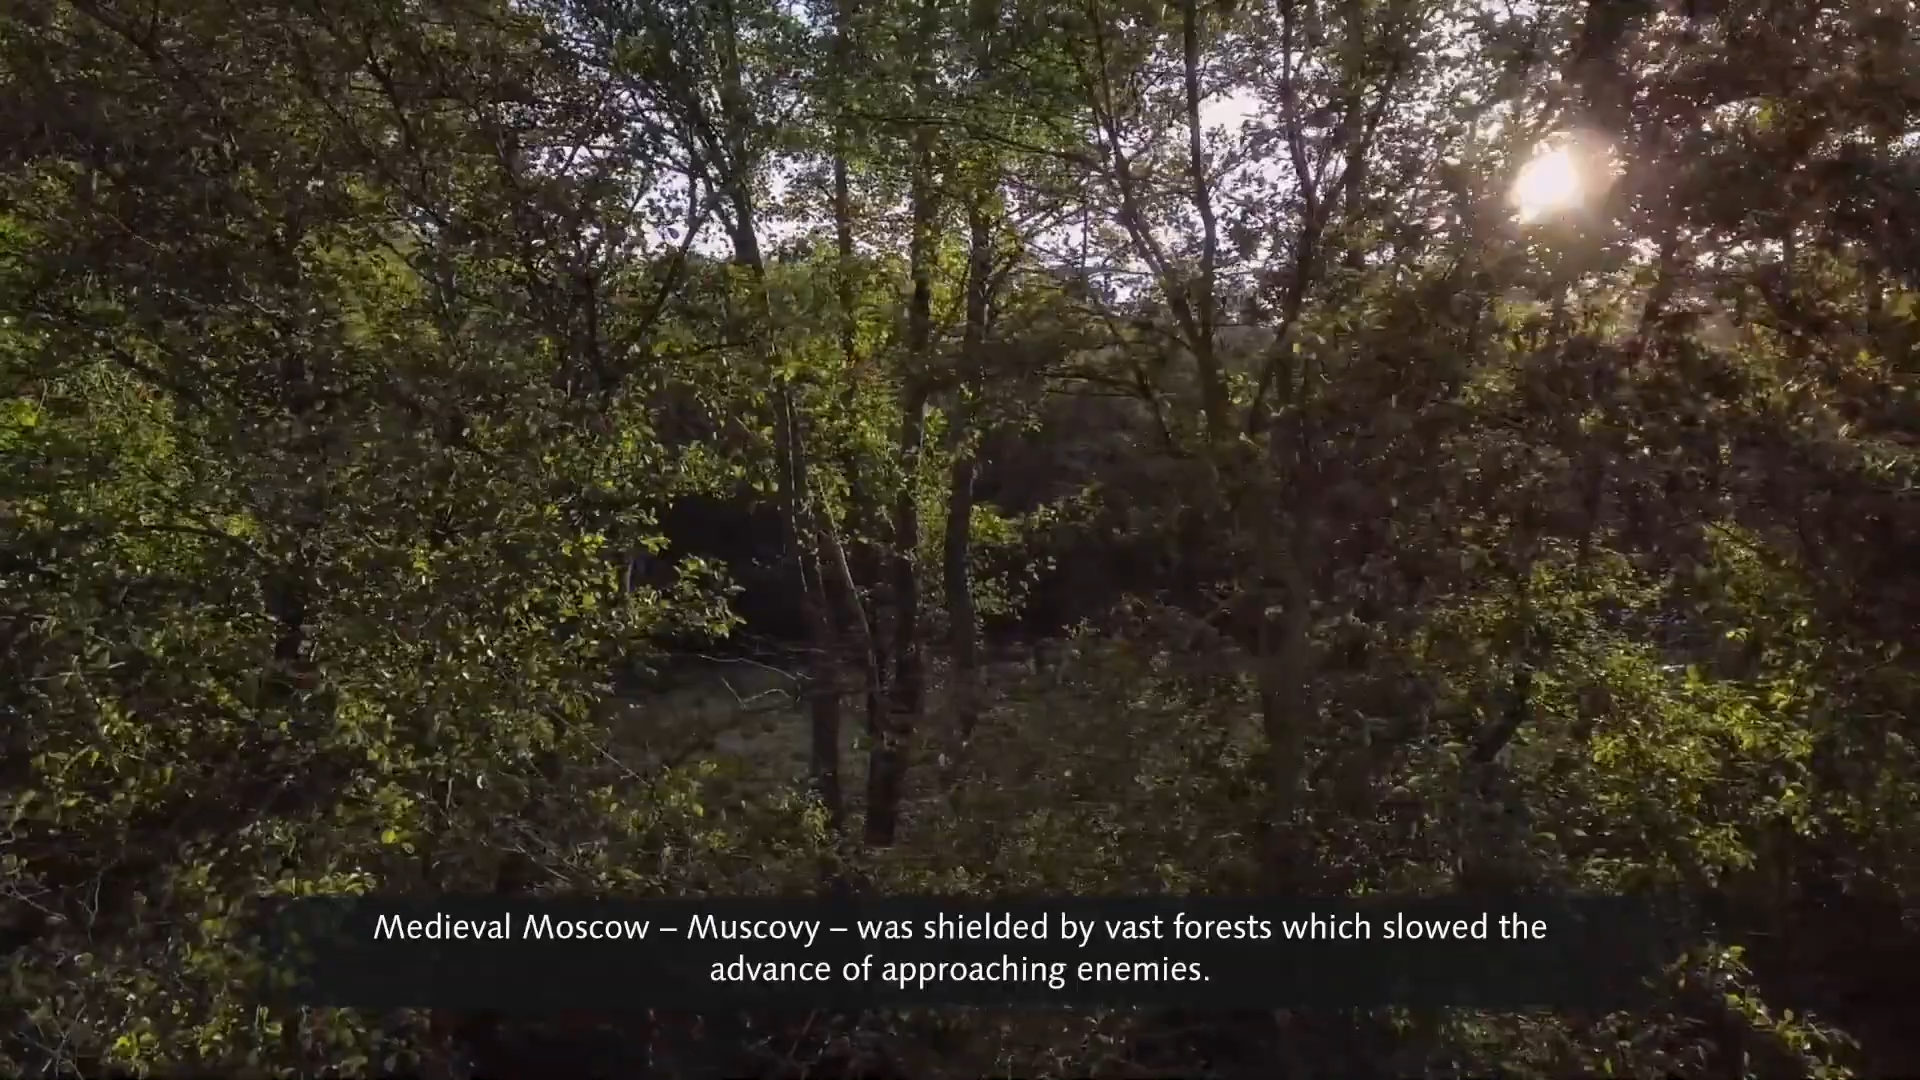 Medieval Moscow – Muscovy – was shielded by vast forests which slowed the
advance of approaching enemies.